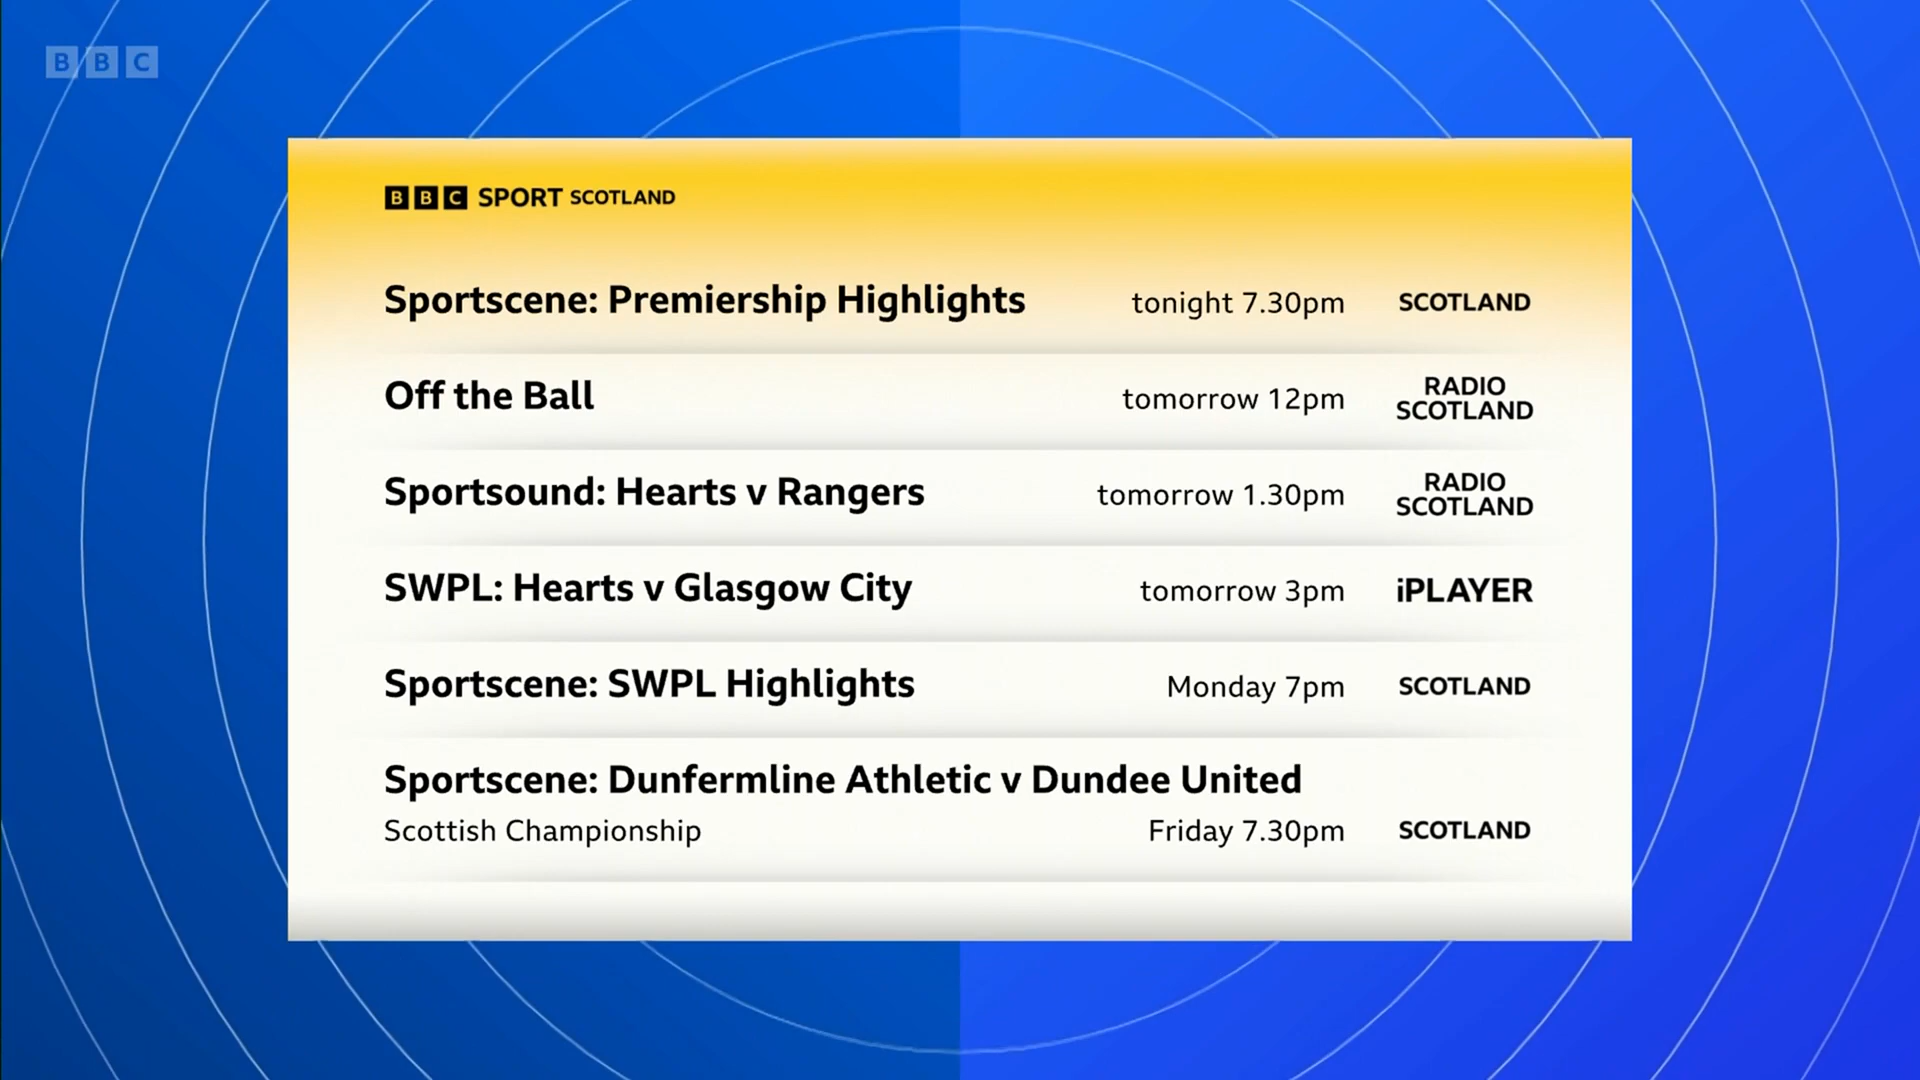 BBC
BBC SPORT SCOTLAND
Sportscene: Premiership Highlights tonight 7.30pm SCOTLAND
Off the Ball tomorrow 12pm RADIO SCOTLAND
Sportsound: Hearts v Rangers tomorrow 1.30pm RADIO SCOTLAND
SWPL: Hearts v Glasgow City tomorrow 3pm iPLAYER
Sportscene: SWPL Highlights Monday 7pm SCOTLAND
Sportscene: Dunfermline Athletic v Dundee United
Scottish Championship Friday 7.30pm SCOTLAND